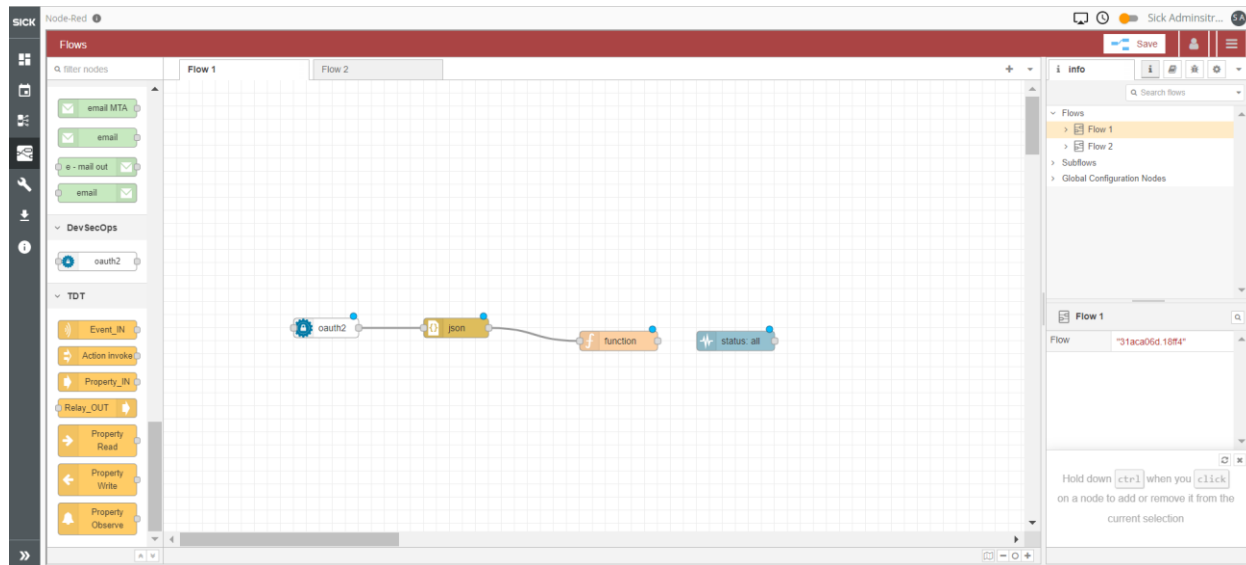 SICK
Node-Red
Sick Adminsitr...
SA
Flows
Save
filter nodes
Flow 1
Flow 2
info
email MTA
email
e - mail out
email
DevSecOps
oauth2
TDT
Event_IN
Action invoke
Property_IN
Relay_OUT
Property
Read
Property
Write
Property
Observe
oauth2
json
function
status: all
Search flows
Flows
Flow 1
Flow 2
Subflows
Global Configuration Nodes
Flow 1
Flow
"31aca06d.18ff4"
Hold down ctrl when you click
on a node to add or remove it from the
current selection